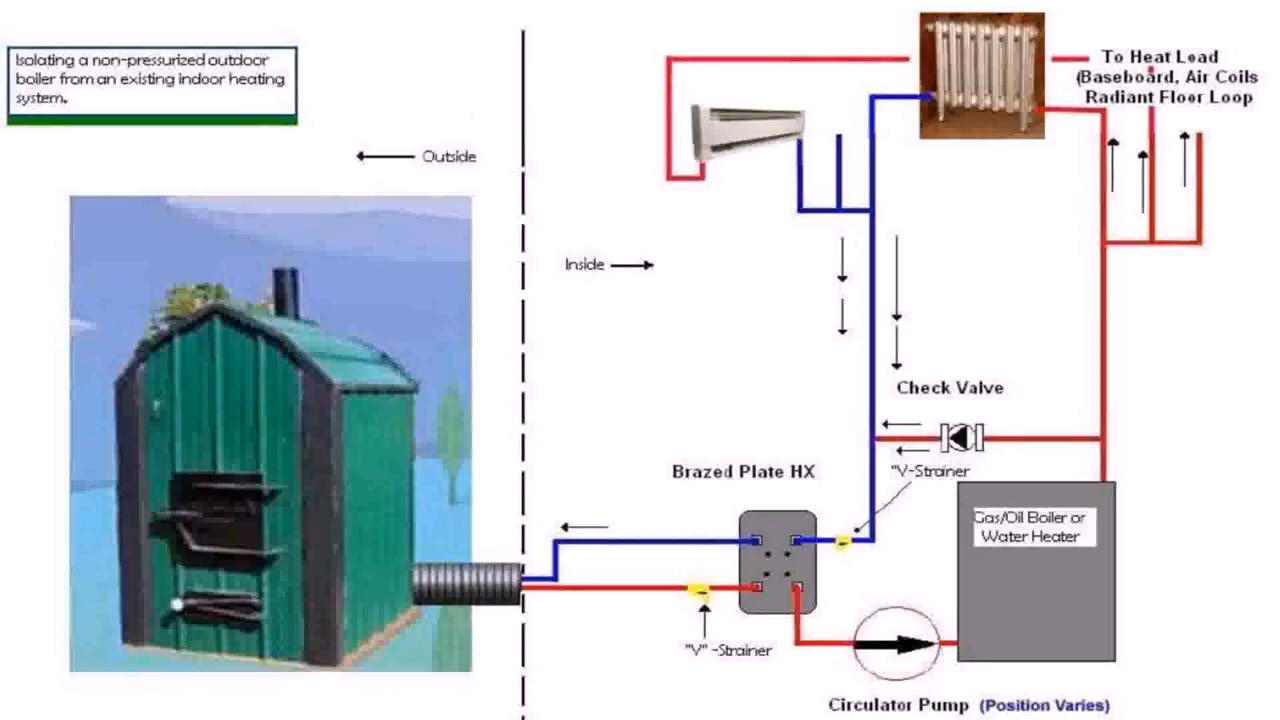 Isolating a non-pressurized outdoor
boiler from an existing indoor heating
system.
Outside
Inside
To Heat Load
(Baseboard, Air Coils
Radiant Floor Loop
Check Valve
"V-Strainer
Brazed Plate HX
Gas/Oil Boiler or
Water Heater
"V" -Strainer
Circulator Pump (Position Varies)